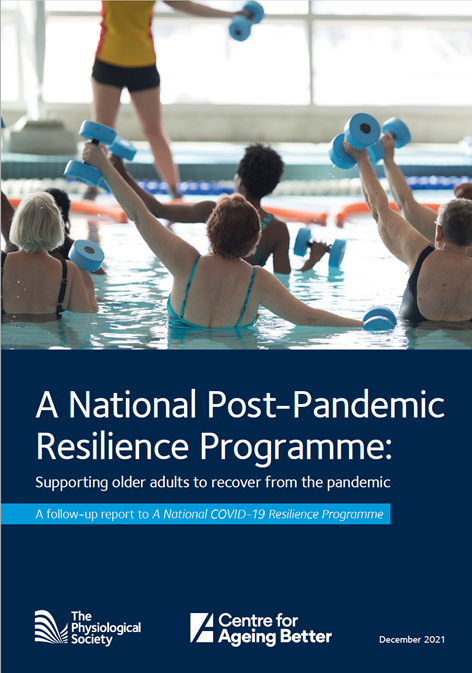 A National Post-Pandemic
Resilience Programme:
Supporting older adults to recover from the pandemic
A follow-up report to A National COVID-19 Resilience Programme
The
Physiological
Society
Centre for
Ageing Better
December 2021